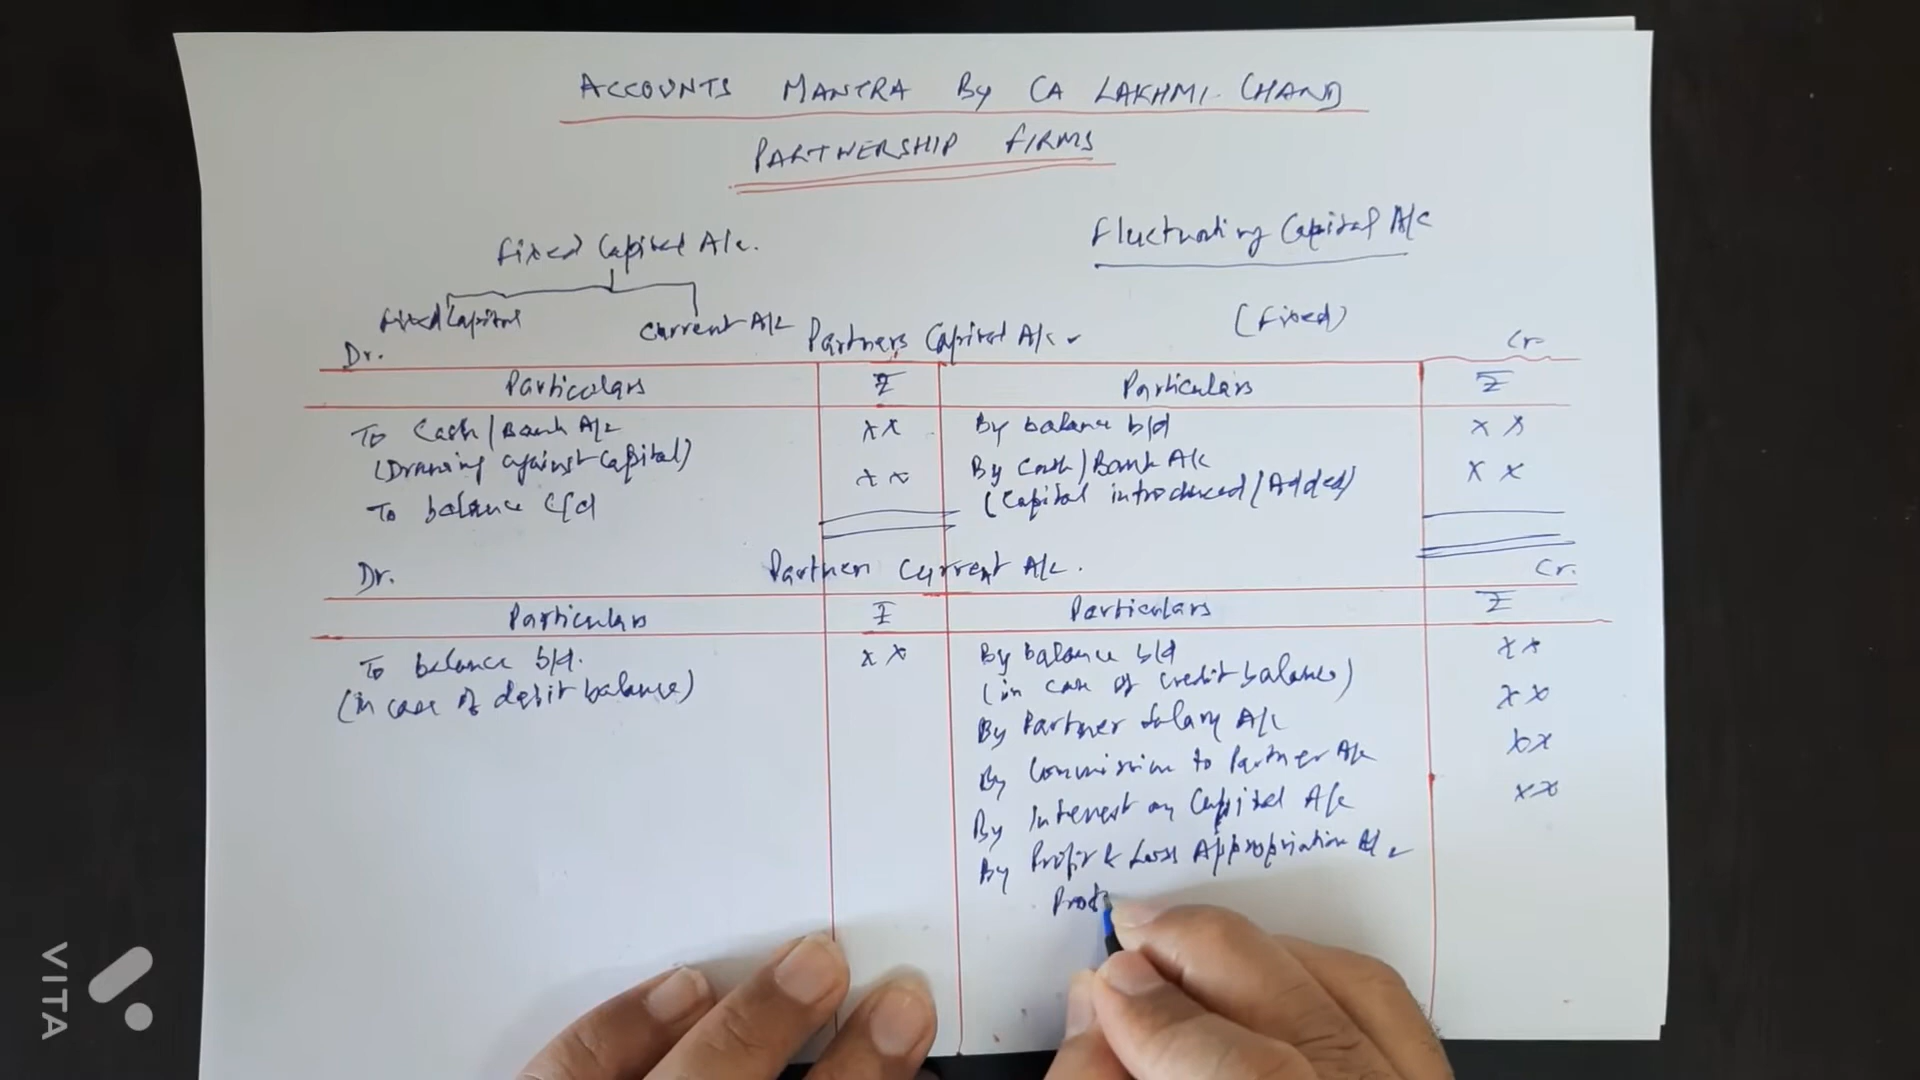 ACCOUNTS MANTRA By CA LAKHMI CHAND
PARTNERSHIP FIRMS
Fixed Capital A/c.
Fluctuating Capital A/c
Fixed Capital
Current A/c
Partners Capital A/c
(Fixed)
Dr.
Cr.
Particulars ₹ Particulars ₹
To Cash/Bank A/c xx By balance b/d xx
(Drawing against Capital)
By Cash/Bank A/c xx
xx
(Capital introduced/Added)
To balance c/d
Dr. Partner Current A/c. Cr.
Particulars ₹ Particulars ₹
To balance b/d. xx By balance b/d xx
(in case of debit balance) (in case of credit balance)
By Partner Salary A/c xx
By Commission to Partner A/c xx
By Interest on Capital A/c xx
By Profit & Loss Appropriation A/c
VITA